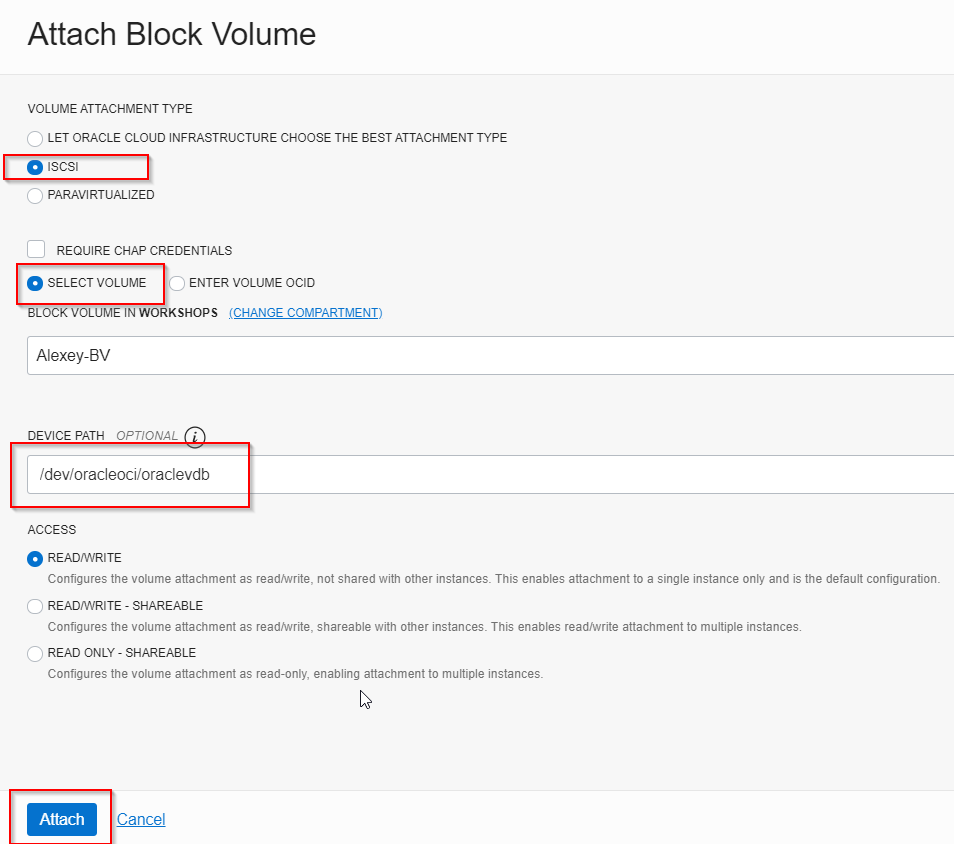 Attach Block Volume
VOLUME ATTACHMENT TYPE
LET ORACLE CLOUD INFRASTRUCTURE CHOOSE THE BEST ATTACHMENT TYPE
ISCSI
PARAVIRTUALIZED
REQUIRE CHAP CREDENTIALS
SELECT VOLUME ENTER VOLUME OCID
BLOCK VOLUME IN WORKSHOPS (CHANGE COMPARTMENT)
Alexey-BV
DEVICE PATH OPTIONAL i
/dev/oracleoci/oraclevdb
ACCESS
READ/WRITE
Configures the volume attachment as read/write, not shared with other instances. This enables attachment to a single instance only and is the default configuration.
READ/WRITE - SHAREABLE
Configures the volume attachment as read/write, shareable with other instances. This enables read/write attachment to multiple instances.
READ ONLY - SHAREABLE
Configures the volume attachment as read-only, enabling attachment to multiple instances.
Attach Cancel